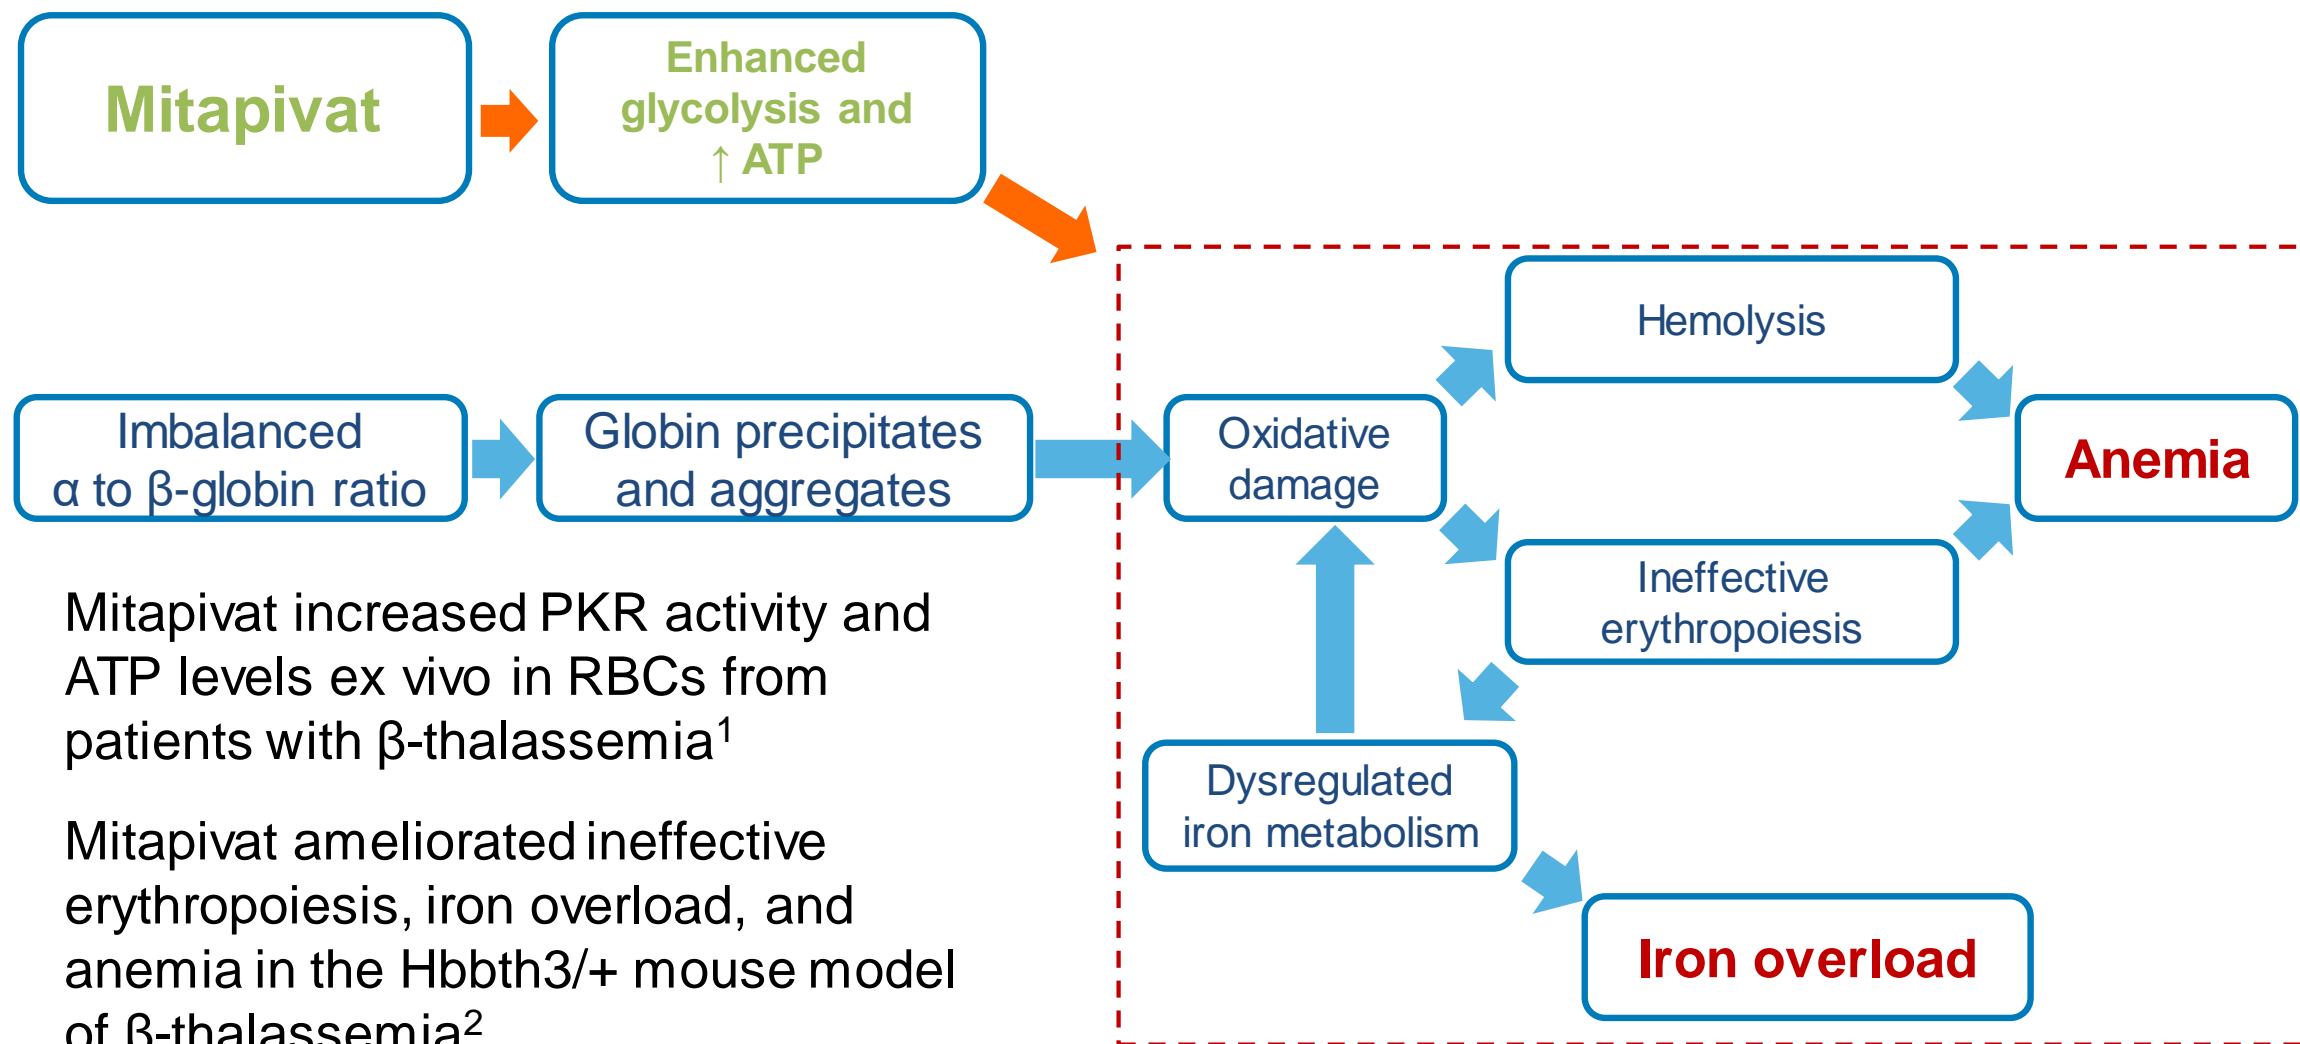 Mitapivat
Enhanced
glycolysis and
↑ ATP
Hemolysis
Imbalanced
α to β-globin ratio
Globin precipitates
and aggregates
Oxidative
damage
Anemia
Ineffective
erythropoiesis
Mitapivat increased PKR activity and
ATP levels ex vivo in RBCs from
patients with β-thalassemia¹
Dysregulated
iron metabolism
Mitapivat ameliorated ineffective
erythropoiesis, iron overload, and
anemia in the Hbbth3/+ mouse model
of β-thalassemia²
Iron overload